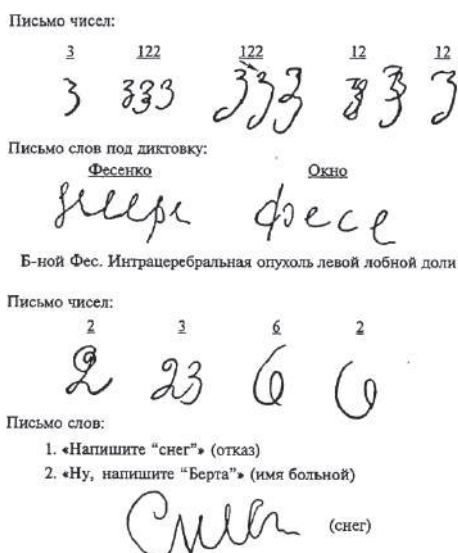 Письмо чисел:
3 122 122 12 12
3 333 333 3
Письмо слов под диктовку:
Фесенко Окно
фесе
Б-ной Фес. Интрацеребральная опухоль левой лобной доли
Письмо чисел:
2 3 6 2
2 23 6 6
Письмо слов:
1. «Напишите “снег”» (отказ)
2. «Ну, напишите “Берта”» (имя больной)
(снег)